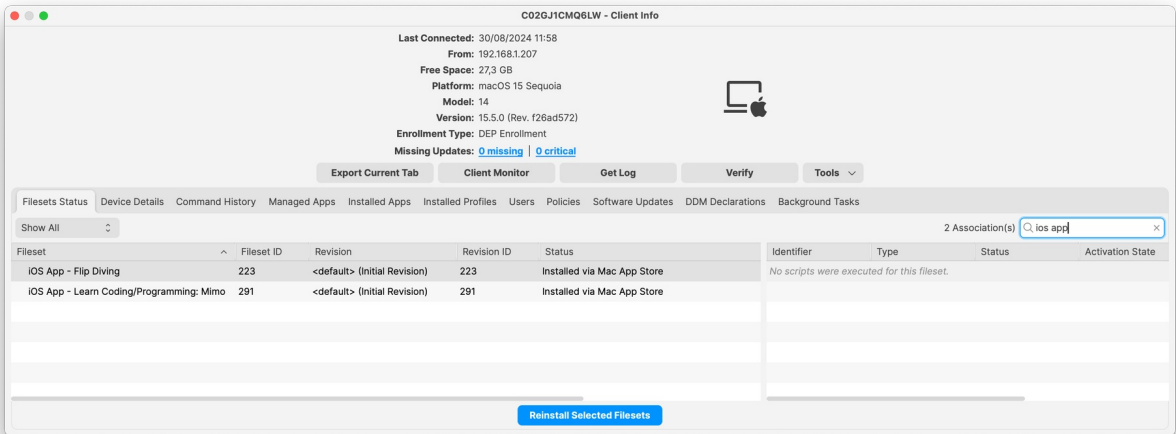 C02GJ1CMQ6LW - Client Info
Last Connected: 30/08/2024 11:58
From: 192.168.1.207
Free Space: 27,3 GB
Platform: macOS 15 Sequoia
Model: 14
Version: 15.5.0 (Rev. f26ad572)
Enrollment Type: DEP Enrollment
Missing Updates: 0 missing | 0 critical
Export Current Tab Client Monitor Get Log Verify Tools
Filesets Status Device Details Command History Managed Apps Installed Apps Installed Profiles Users Policies Software Updates DDM Declarations Background Tasks
Show All 2 Association(s) ios app
Fileset Fileset ID Revision Revision ID Status Identifier Type Status Activation State
iOS App - Flip Diving 223 <default> (Initial Revision) 223 Installed via Mac App Store No scripts were executed for this fileset.
iOS App - Learn Coding/Programming: Mimo 291 <default> (Initial Revision) 291 Installed via Mac App Store
Reinstall Selected Filesets